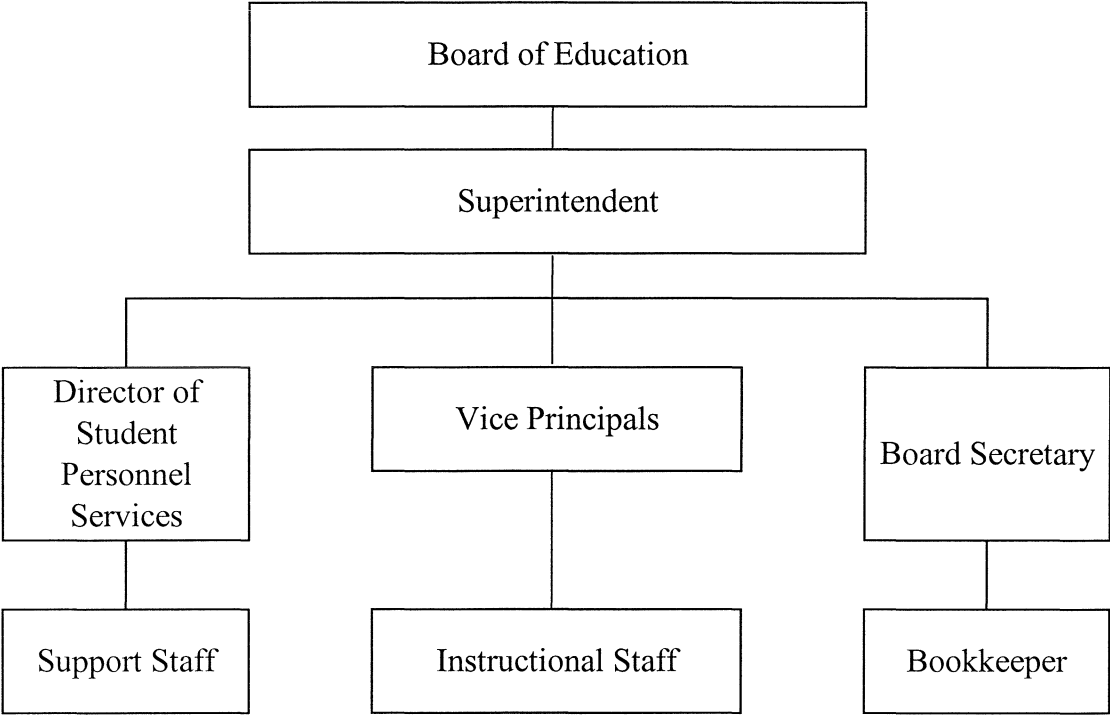 Board of Education
Superintendent
Director of
Student
Personnel
Services
Vice Principals
Board Secretary
Support Staff
Instructional Staff
Bookkeeper